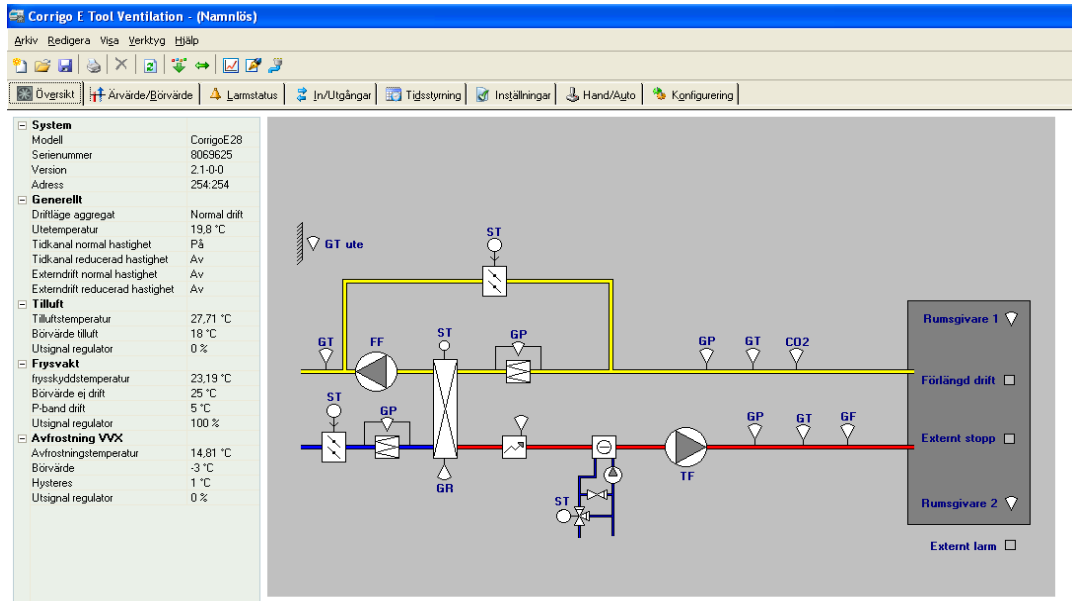 Corrigo E Tool Ventilation - (Namnlös)
Arkiv Redigera Visa Verktyg Hjälp
Översikt Ärvärde/Börvärde Larmstatus In/Utgångar Tidsstyrning Inställningar Hand/Auto Konfigurering
System
Modell CorrigoE28
Serienummer 8069625
Version 2.1-0-0
Adress 254:254
Generellt
Driftläge aggregat Normal drift
Utetemperatur 19,8 °C
Tidkanal normal hastighet På
Tidkanal reducerad hastighet Av
Externdrift normal hastighet Av
Externdrift reducerad hastighet Av
Tilluft
Tilluftstemperatur 27,71 °C
Börvärde tilluft 18 °C
Utsignal regulator 0 %
Frysvakt
frysskyddstemperatur 23,19 °C
Börvärde ej drift 25 °C
P-band drift 5 °C
Utsignal regulator 100 %
Avfrostning VVX
Avfrostningstemperatur 14,81 °C
Börvärde -3 °C
Hysteres 1 °C
Utsignal regulator 0 %
GT ute
ST
GT FF ST GP GP GT CO2
Rumsgivare 1
Förlängd drift
ST GP GP GT GF
Externt stopp
GR TF
ST
Rumsgivare 2
Externt larm